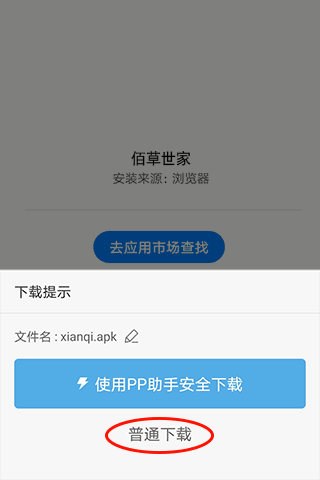 佰草世家
安装来源：浏览器
去应用市场查找
下载提示
文件名 : xianqi.apk
使用PP助手安全下载
普通下载